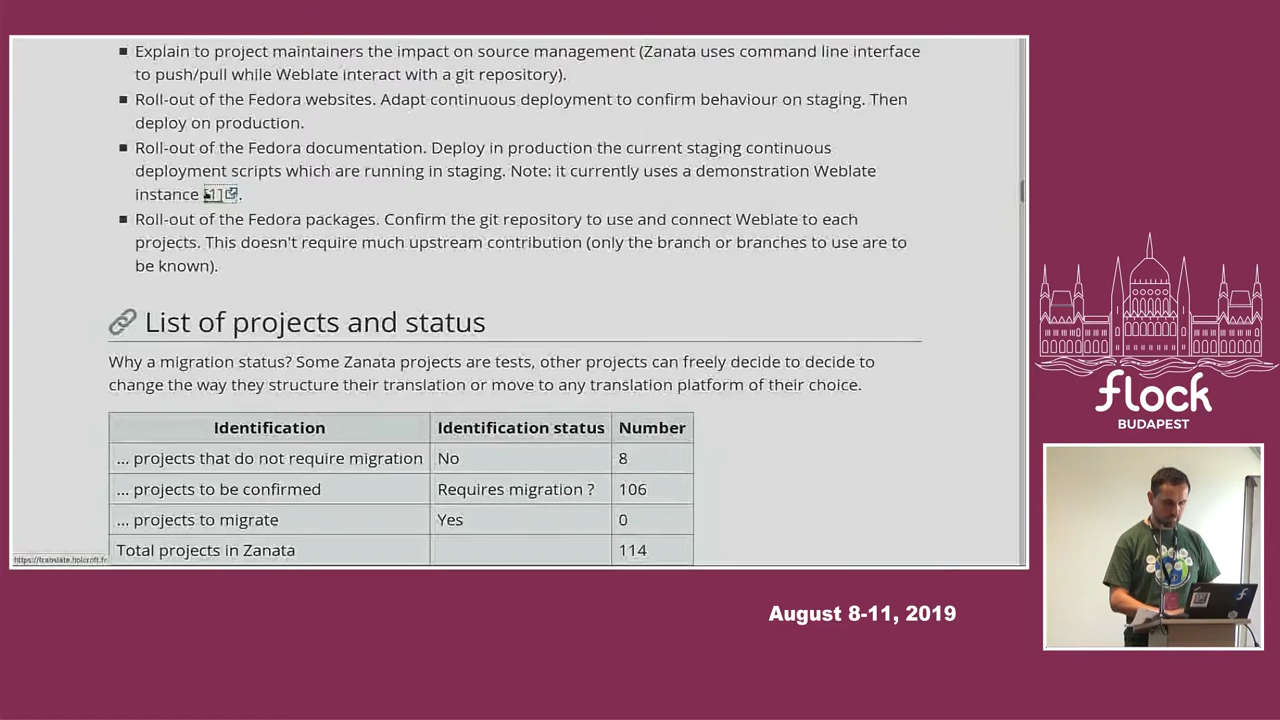 Explain to project maintainers the impact on source management (Zanata uses command line interface
to push/pull while Weblate interact with a git repository).
Roll-out of the Fedora websites. Adapt continuous deployment to confirm behaviour on staging. Then
deploy on production.
Roll-out of the Fedora documentation. Deploy in production the current staging continuous
deployment scripts which are running in staging. Note: it currently uses a demonstration Weblate
instance [1].
Roll-out of the Fedora packages. Confirm the git repository to use and connect Weblate to each
projects. This doesn't require much upstream contribution (only the branch or branches to use are to
be known).
List of projects and status
Why a migration status? Some Zanata projects are tests, other projects can freely decide to decide to
change the way they structure their translation or move to any translation platform of their choice.
Identification Identification status Number
... projects that do not require migration No 8
... projects to be confirmed Requires migration ? 106
... projects to migrate Yes 0
Total projects in Zanata 114
https://translate.holcroft.fr
flock
BUDAPEST
August 8-11, 2019